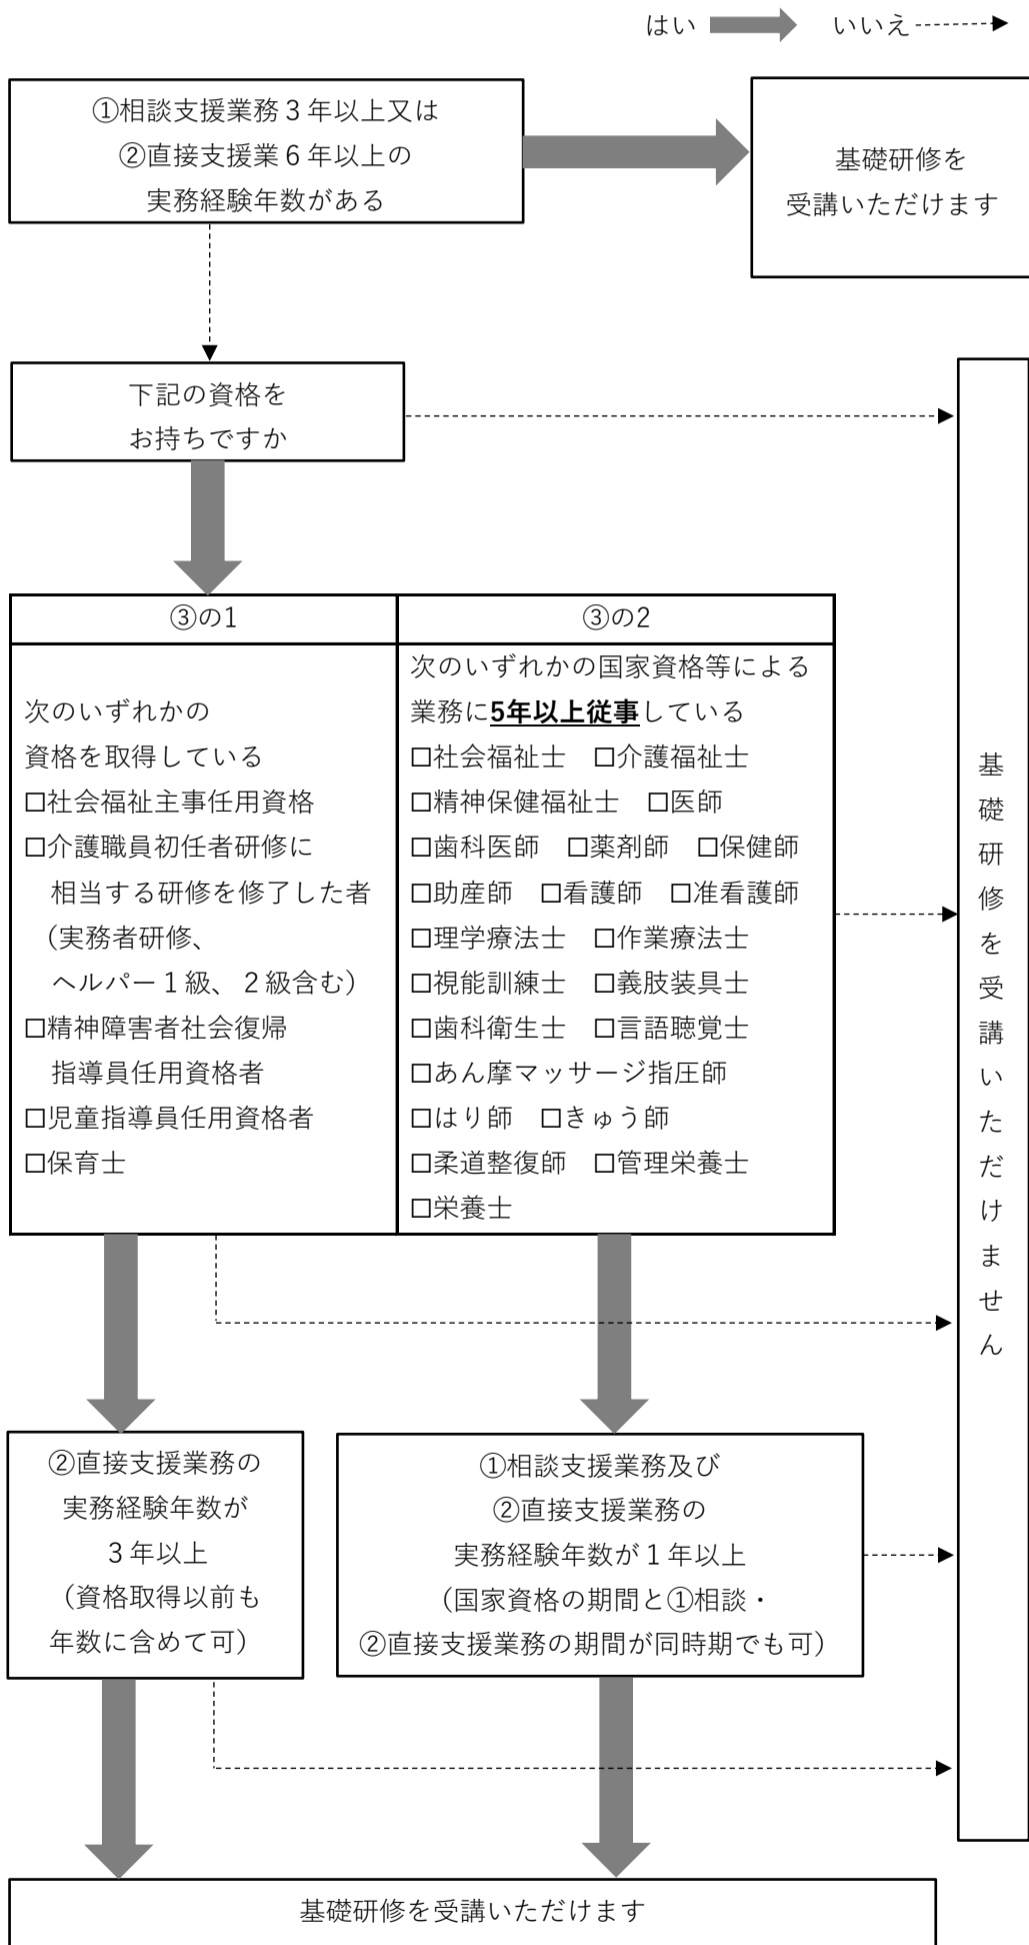 はい いいえ
①相談支援業務３年以上又は
②直接支援業６年以上の
実務経験年数がある
基礎研修を
受講いただけます
下記の資格を
お持ちですか
③の1
次のいずれかの
資格を取得している
□社会福祉主事任用資格
□介護職員初任者研修に
相当する研修を修了した者
（実務者研修、
ヘルパー１級、２級含む）
□精神障害者社会復帰
指導員任用資格者
□児童指導員任用資格者
□保育士
③の2
次のいずれかの国家資格等による
業務に5年以上従事している
□社会福祉士 □介護福祉士
□精神保健福祉士 □医師
□歯科医師 □薬剤師 □保健師
□助産師 □看護師 □准看護師
□理学療法士 □作業療法士
□視能訓練士 □義肢装具士
□歯科衛生士 □言語聴覚士
□あん摩マッサージ指圧師
□はり師 □きゅう師
□柔道整復師 □管理栄養士
□栄養士
基礎研修を受講いただけません
②直接支援業務の
実務経験年数が
３年以上
（資格取得以前も
年数に含めて可）
①相談支援業務及び
②直接支援業務の
実務経験年数が１年以上
（国家資格の期間と①相談・
②直接支援業務の期間が同時期でも可）
基礎研修を受講いただけます